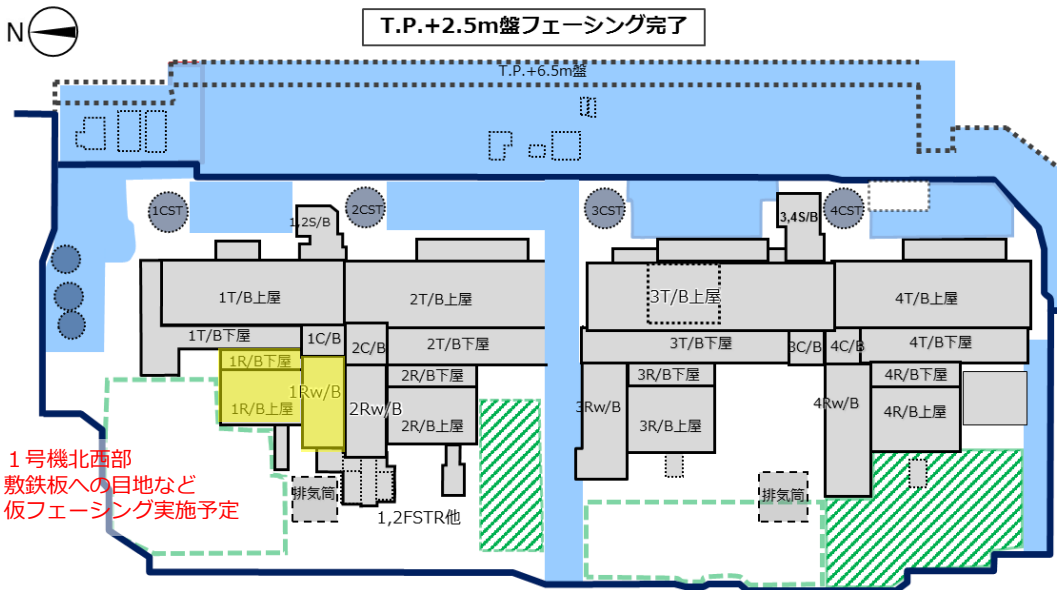 N
T.P.+2.5m盤フェーシング完了
T.P.+6.5m盤
1CST
1,2S/B
2CST
3CST
3,4S/B
4CST
1T/B上屋
2T/B上屋
3T/B上屋
4T/B上屋
1T/B下屋
1C/B
2C/B
2T/B下屋
3T/B下屋
3C/B
4C/B
4T/B下屋
1R/B下屋
1Rw/B
2R/B下屋
3R/B下屋
4R/B下屋
1R/B上屋
2Rw/B
2R/B上屋
3Rw/B
3R/B上屋
4Rw/B
4R/B上屋
1号機北西部
敷鉄板への目地など
仮フェーシング実施予定
排気筒
1,2FSTR他
排気筒